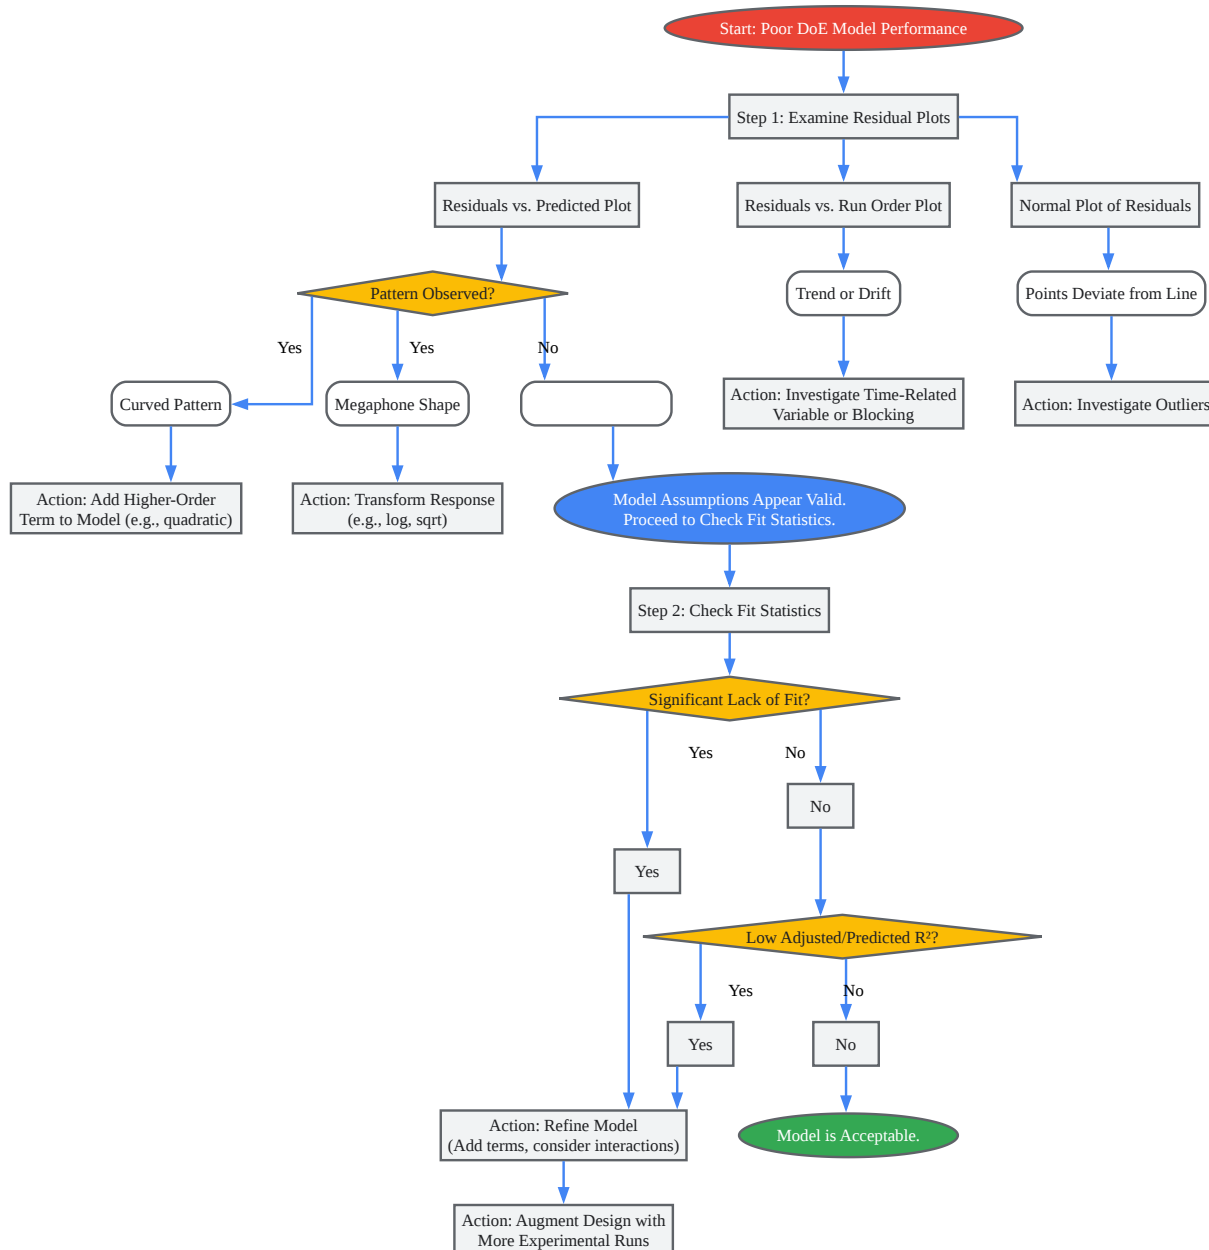 Start: Poor DoE Model Performance
Step 1: Examine Residual Plots
Residuals vs. Predicted Plot
Residuals vs. Run Order Plot
Normal Plot of Residuals
Pattern Observed?
Trend or Drift
Points Deviate from Line
Yes
Yes
No
Curved Pattern
Megaphone Shape
Action: Investigate Time-Related
Variable or Blocking
Action: Investigate Outliers
Action: Add Higher-Order
Term to Model (e.g., quadratic)
Action: Transform Response
(e.g., log, sqrt)
Model Assumptions Appear Valid.
Proceed to Check Fit Statistics.
Step 2: Check Fit Statistics
Significant Lack of Fit?
Yes
No
No
Yes
Low Adjusted/Predicted R²?
Yes
No
Yes
No
Action: Refine Model
(Add terms, consider interactions)
Model is Acceptable.
Action: Augment Design with
More Experimental Runs